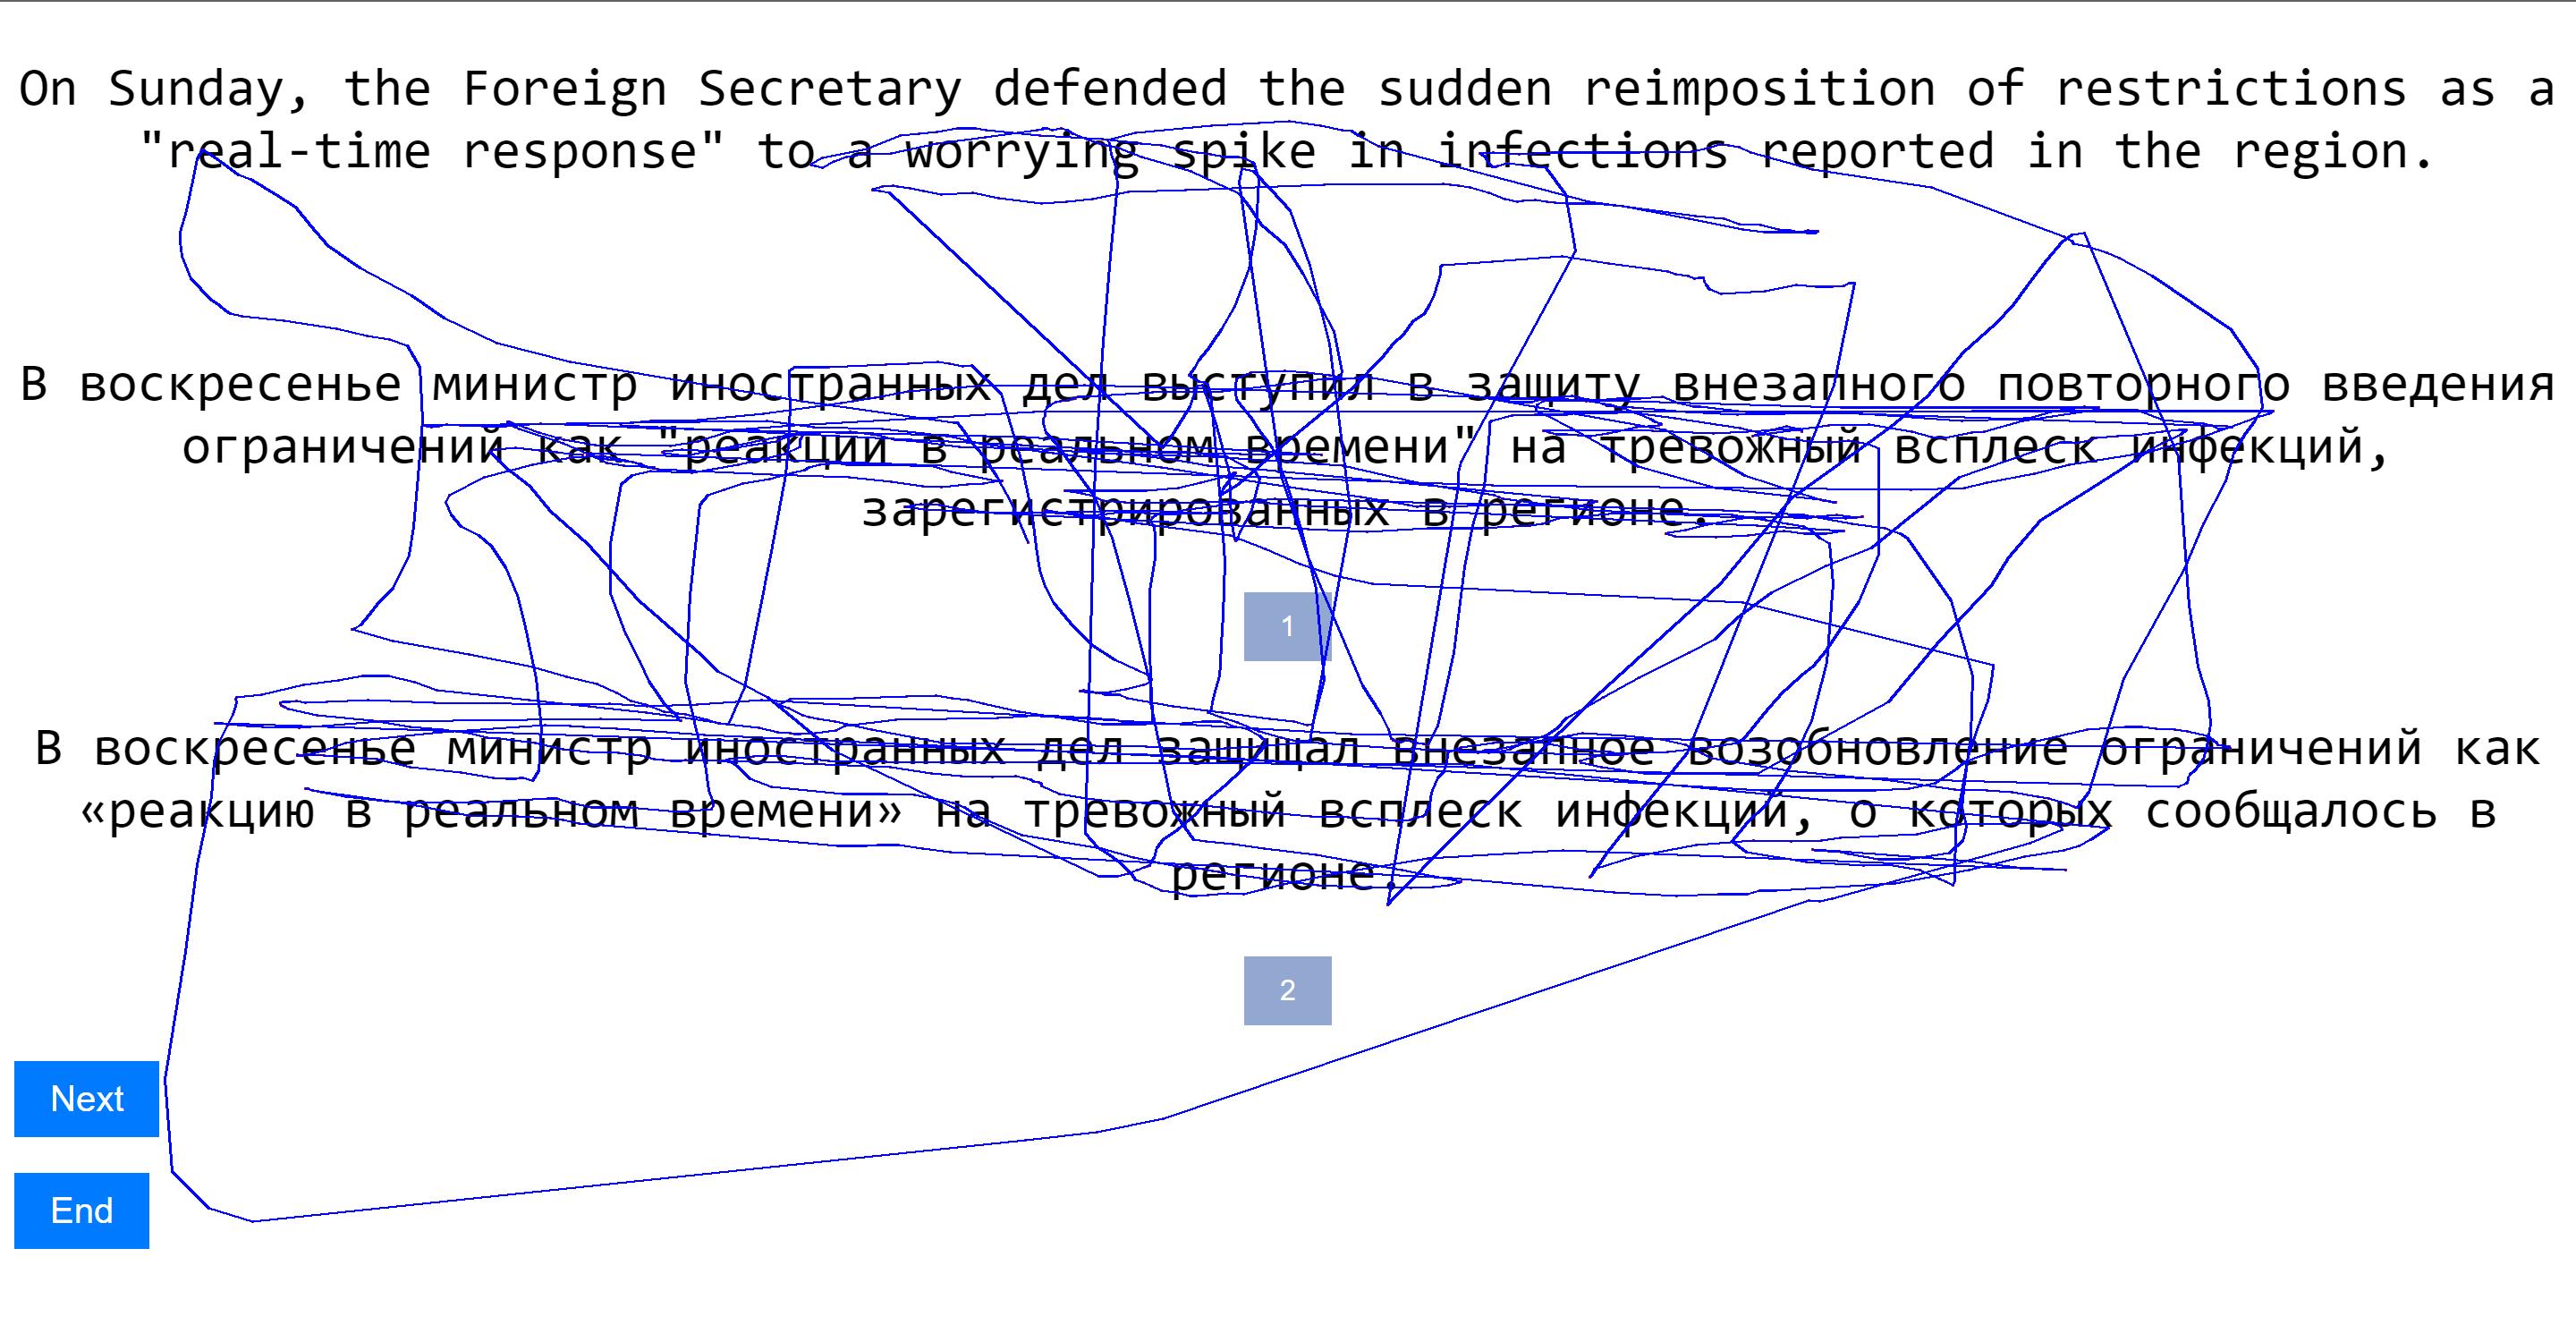 On Sunday, the Foreign Secretary defended the sudden reimposition of restrictions as a
"real-time response" to a worrying spike in infections reported in the region.
В воскресенье министр иностранных дел выступил в защиту внезапного повторного введения
ограничений как "реакции в реальном времени" на тревожный всплеск инфекций,
зарегистрированных в регионе.
1
В воскресенье министр иностранных дел защищал внезапное возобновление ограничений как
«реакцию в реальном времени» на тревожный всплеск инфекций, о которых сообщалось в
регионе.
2
Next
End